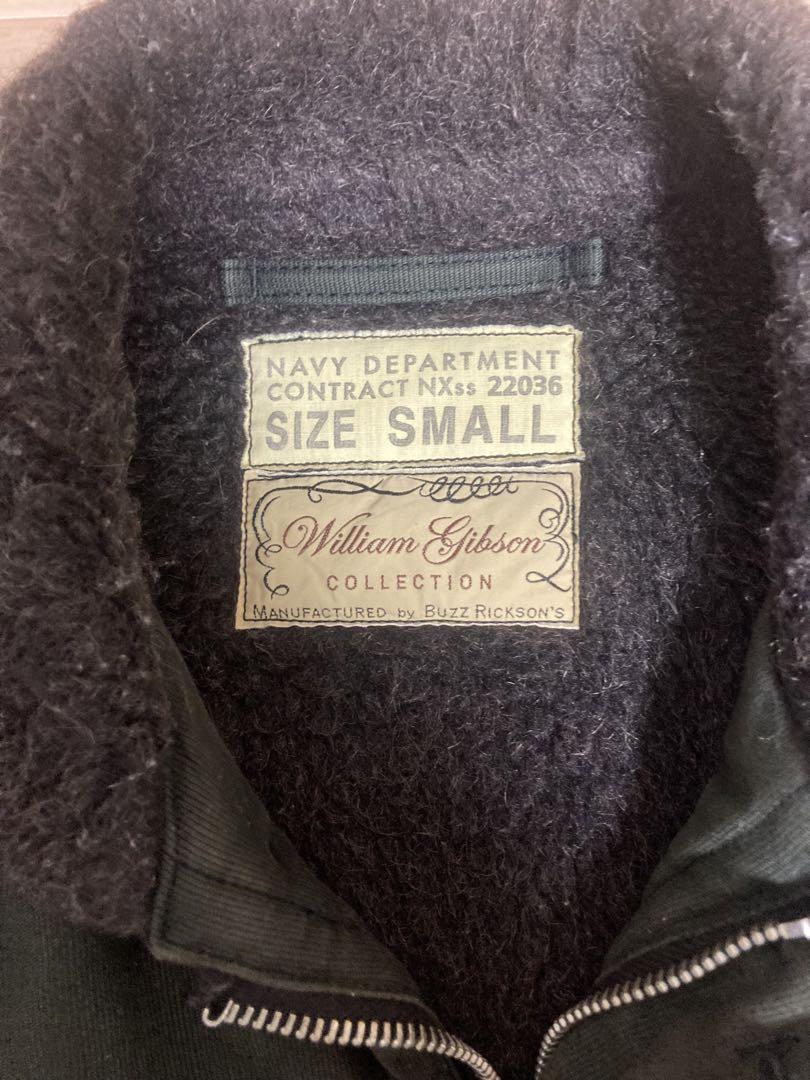 NAVY DEPARTMENT
CONTRACT NXss 22036
SIZE SMALL
William Gibson
COLLECTION
MANUFACTURED by BUZZ RICKSON'S